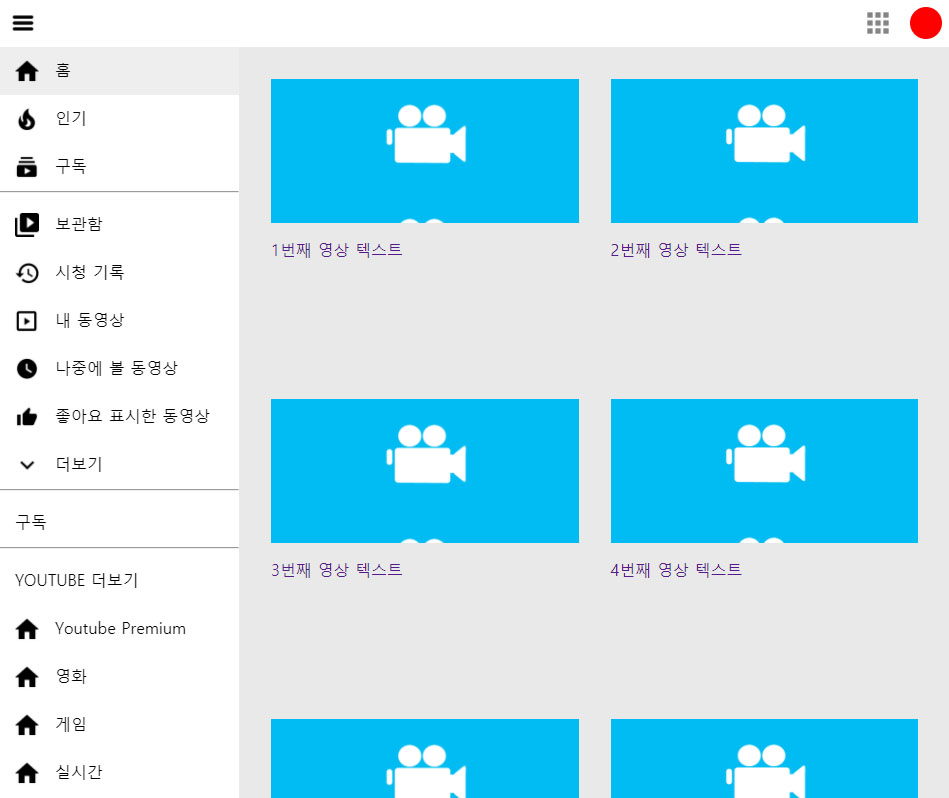 홈
인기
구독
보관함
시청 기록
내 동영상
나중에 볼 동영상
좋아요 표시한 동영상
더보기
구독
YOUTUBE 더보기
Youtube Premium
영화
게임
실시간
1번째 영상 텍스트
2번째 영상 텍스트
3번째 영상 텍스트
4번째 영상 텍스트